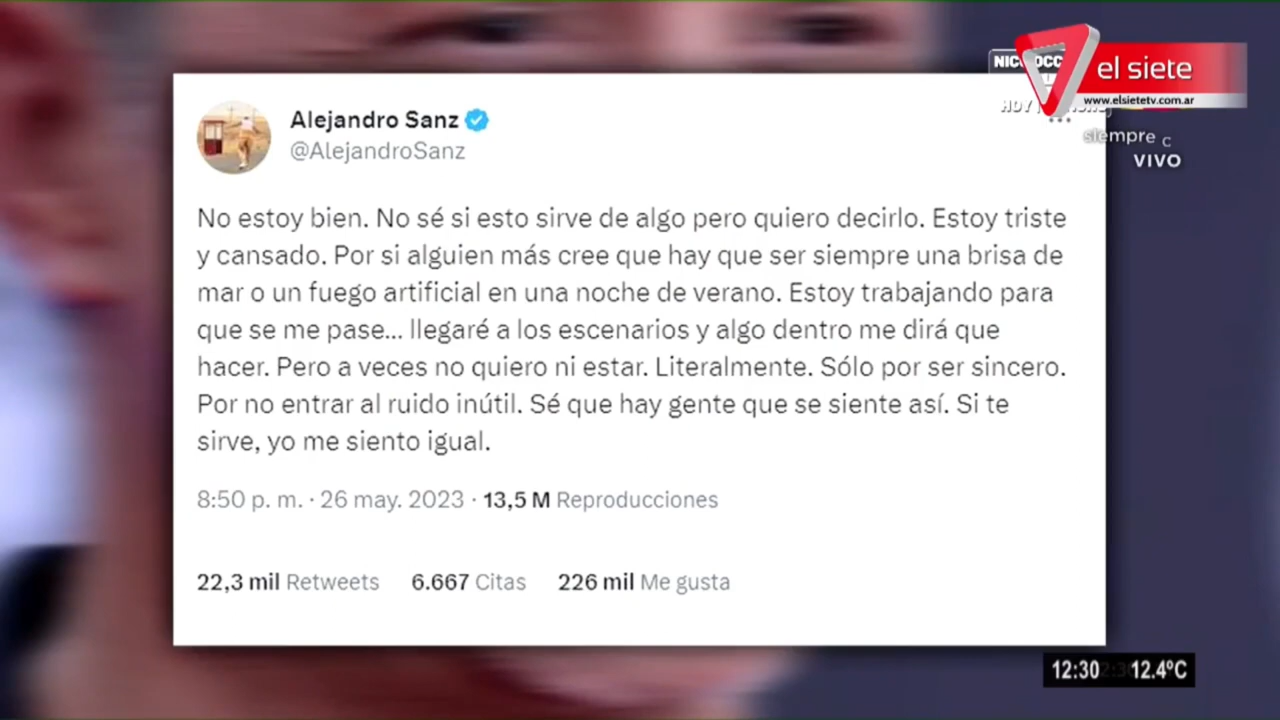 el siete
www.elsietetv.com.ar
siempre c
VIVO
Alejandro Sanz
@AlejandroSanz
No estoy bien. No sé si esto sirve de algo pero quiero decirlo. Estoy triste
y cansado. Por si alguien más cree que hay que ser siempre una brisa de
mar o un fuego artificial en una noche de verano. Estoy trabajando para
que se me pase... llegaré a los escenarios y algo dentro me dirá que
hacer. Pero a veces no quiero ni estar. Literalmente. Sólo por ser sincero.
Por no entrar al ruido inútil. Sé que hay gente que se siente así. Si te
sirve, yo me siento igual.
8:50 p. m. · 26 may. 2023 · 13,5 M Reproducciones
22,3 mil Retweets 6.667 Citas 226 mil Me gusta
12:30 12.4ºC